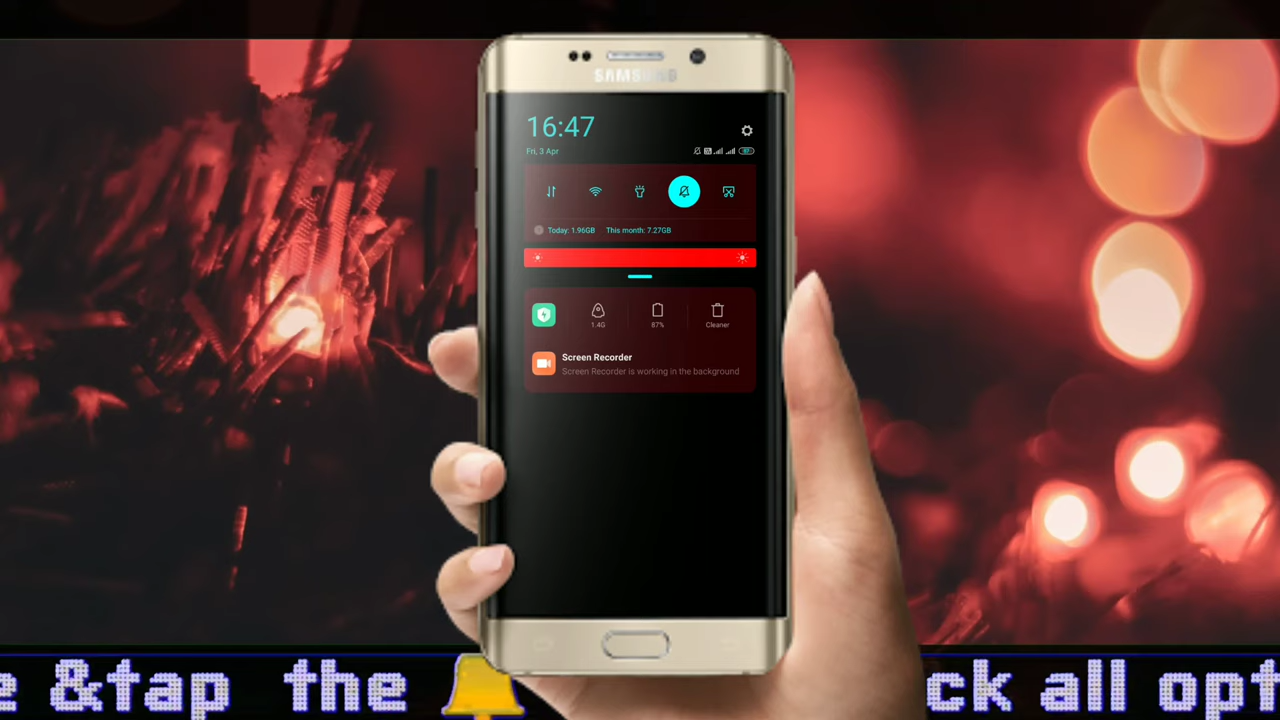 SAMSUNG
16:47
Fri, 3 Apr
87
Today: 1.96GB This month: 7.27GB
1.4G 87% Cleaner
Screen Recorder
Screen Recorder is working in the background
e &tap the 🔔 ck all opt